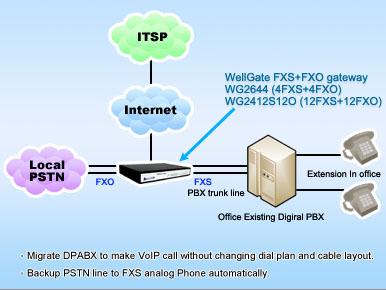 ITSP
WellGate FXS+FXO gateway
WG2644 (4FXS+4FXO)
WG2412S12O (12FXS+12FXO)
Internet
Local
PSTN
FXO
FXS
PBX trunk line
Extension In office
Office Existing Digiral PBX
· Migrate DPABX to make VoIP call without changing dial plan and cable layout.
· Backup PSTN line to FXS analog Phone automatically.